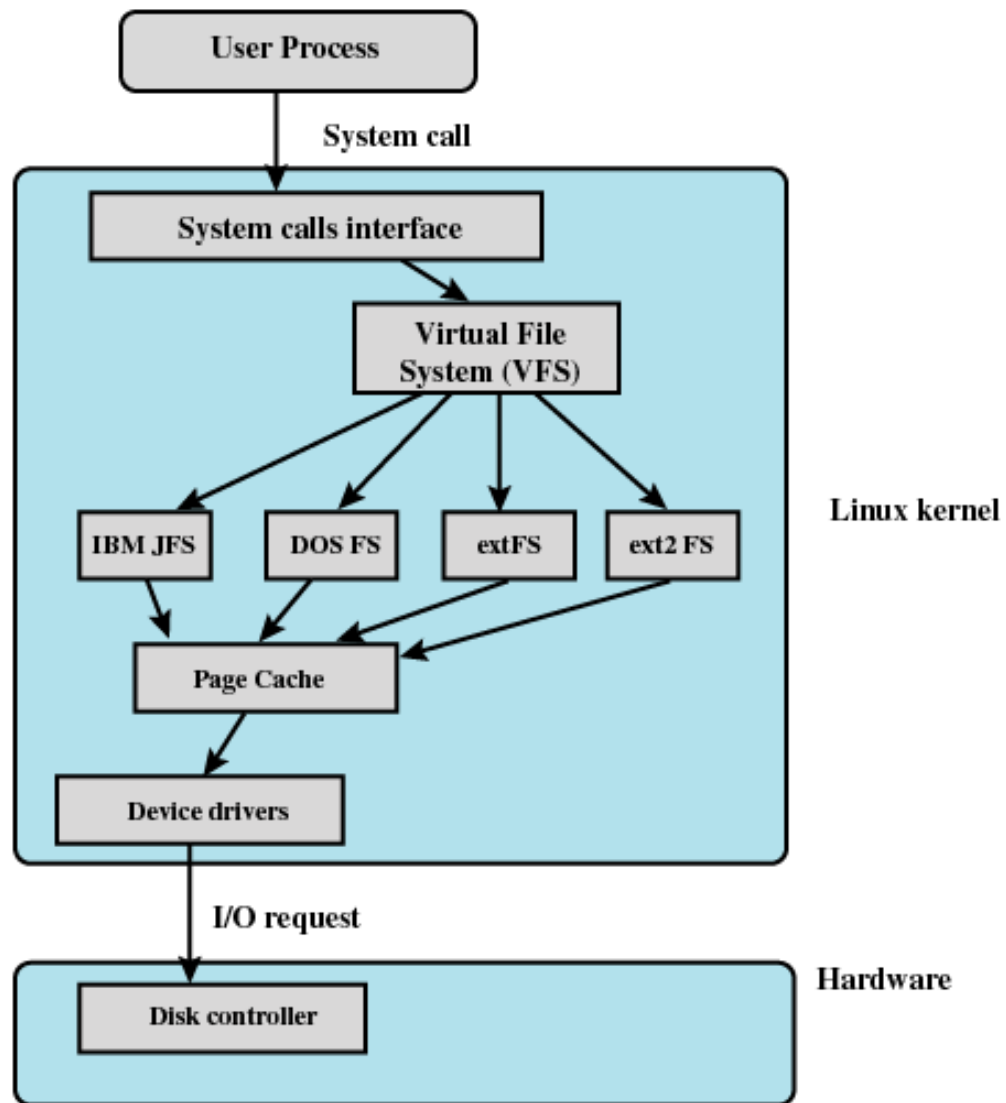 User Process
System call
System calls interface
Virtual File
System (VFS)
Linux kernel
IBM JFS
DOS FS
extFS
ext2 FS
Page Cache
Device drivers
I/O request
Hardware
Disk controller